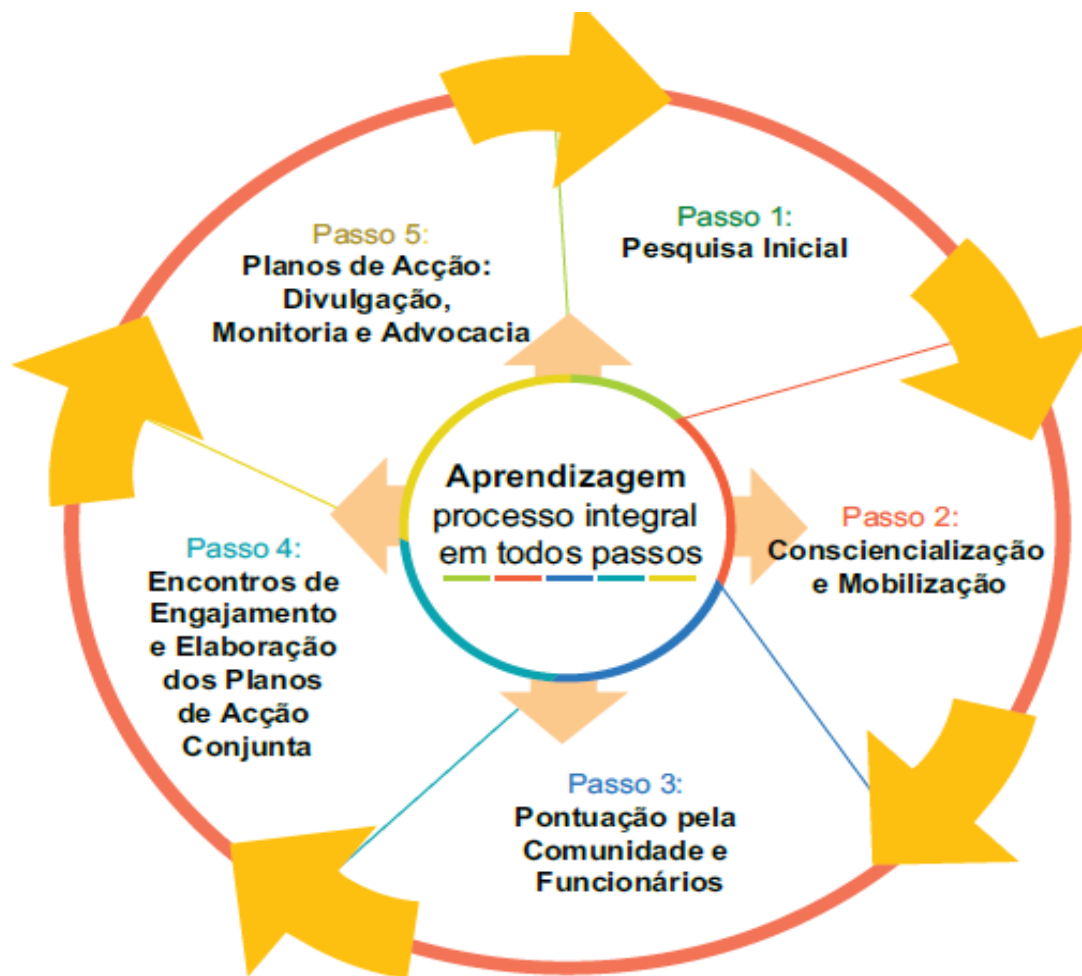 Passo 1:
Pesquisa Inicial
Passo 2:
Consciencialização
e Mobilização
Passo 3:
Pontuação pela
Comunidade e
Funcionários
Passo 4:
Encontros de
Engajamento
e Elaboração
dos Planos
de Acção
Conjunta
Passo 5:
Planos de Acção:
Divulgação,
Monitoria e Advocacia
Aprendizagem
processo integral
em todos passos